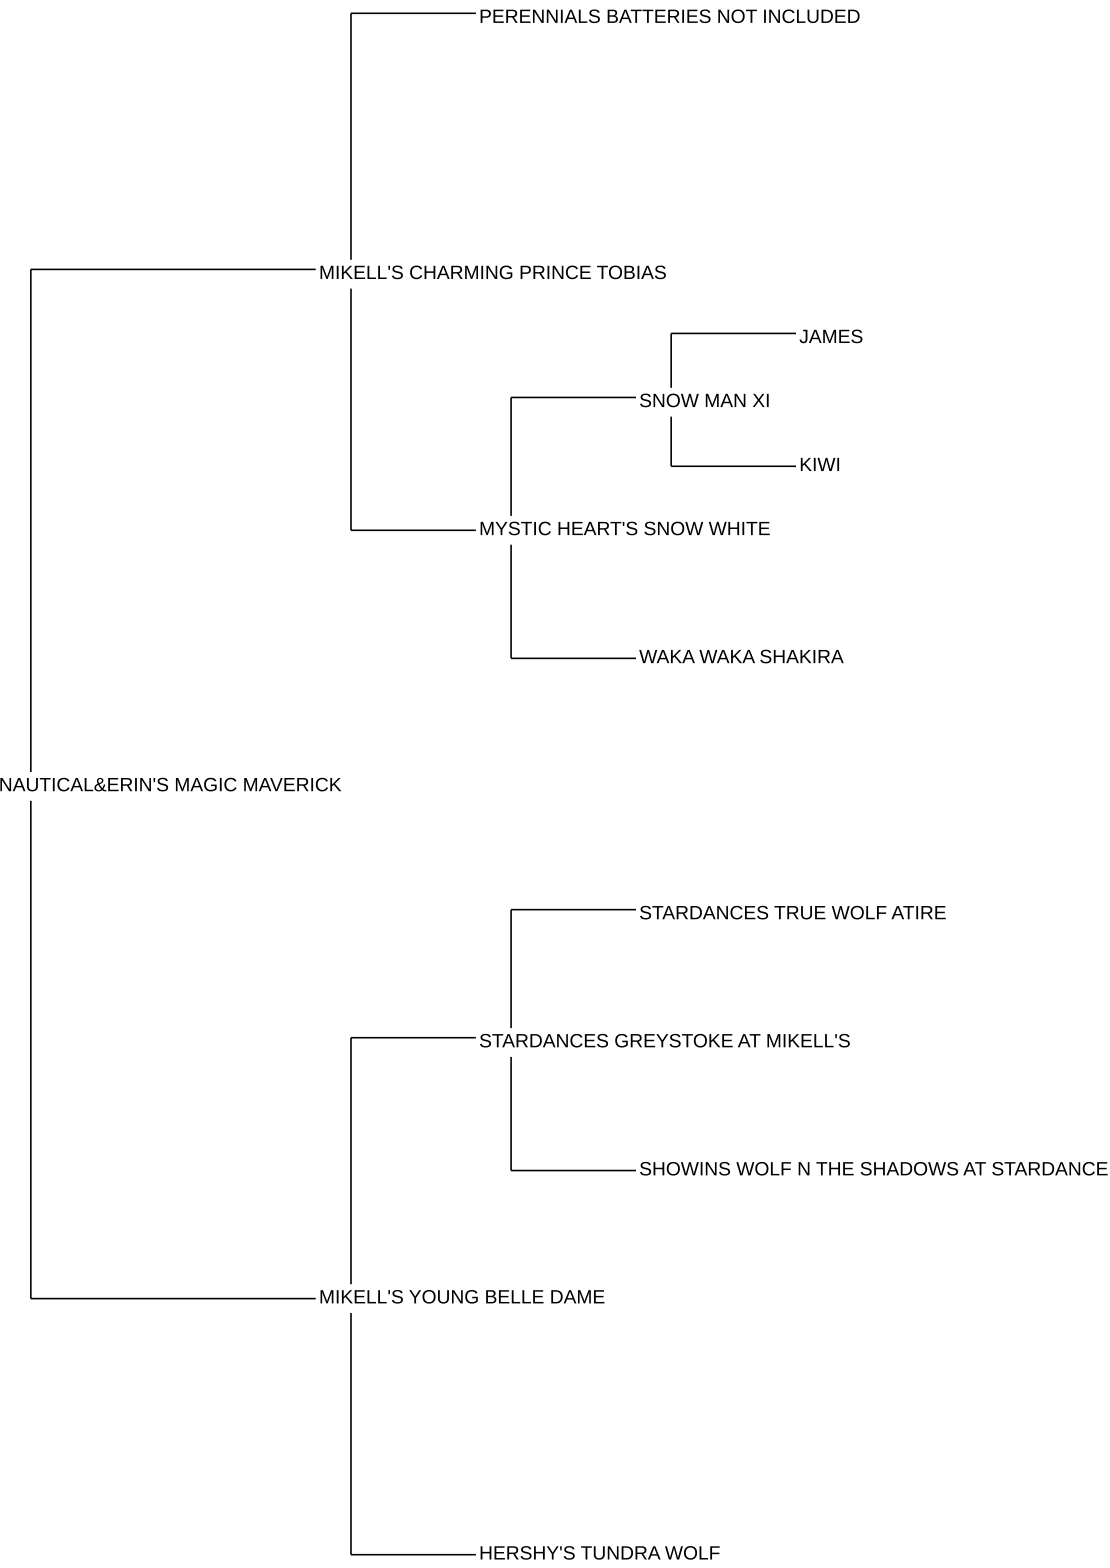 PERENNIALS BATTERIES NOT INCLUDED
MIKELL'S CHARMING PRINCE TOBIAS
JAMES
SNOW MAN XI
KIWI
MYSTIC HEART'S SNOW WHITE
WAKA WAKA SHAKIRA
NAUTICAL&ERIN'S MAGIC MAVERICK
STARDANCES TRUE WOLF ATIRE
STARDANCES GREYSTOKE AT MIKELL'S
SHOWINS WOLF N THE SHADOWS AT STARDANCE
MIKELL'S YOUNG BELLE DAME
HERSHY'S TUNDRA WOLF